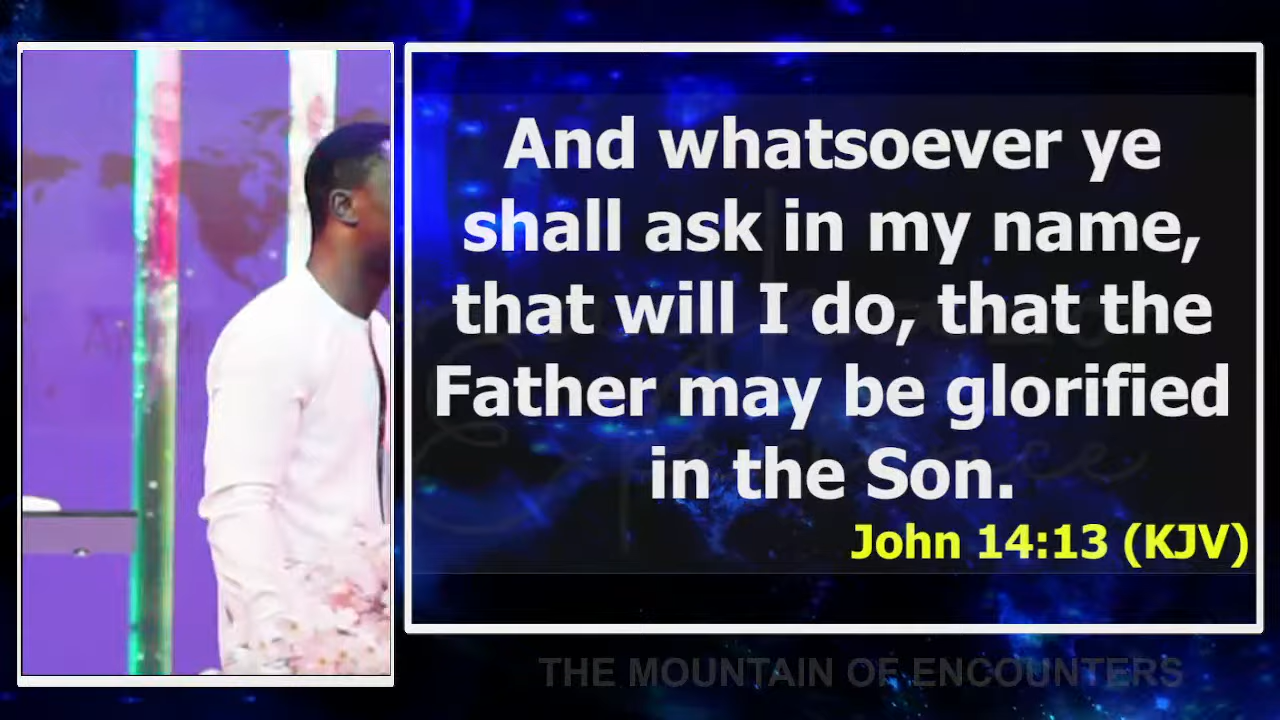 And whatsoever ye
shall ask in my name,
that will I do, that the
Father may be glorified
in the Son.
John 14:13 (KJV)
THE MOUNTAIN OF ENCOUNTERS